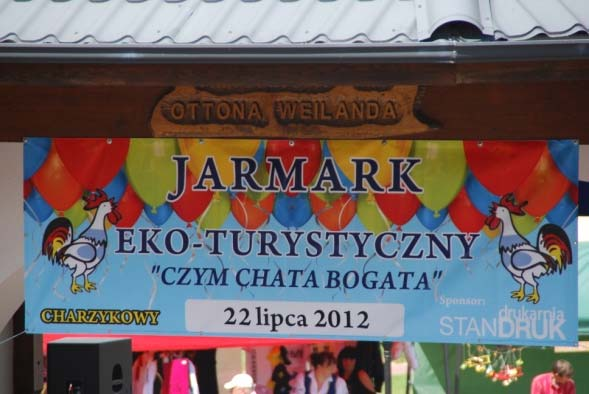 OTTONA WEILANDA
JARMARK
EKO-TURYSTYCZNY
"CZYM CHATA BOGATA"
CHARZYKOWY
22 lipca 2012
Sponsor:
drukarnia
STANDRUK